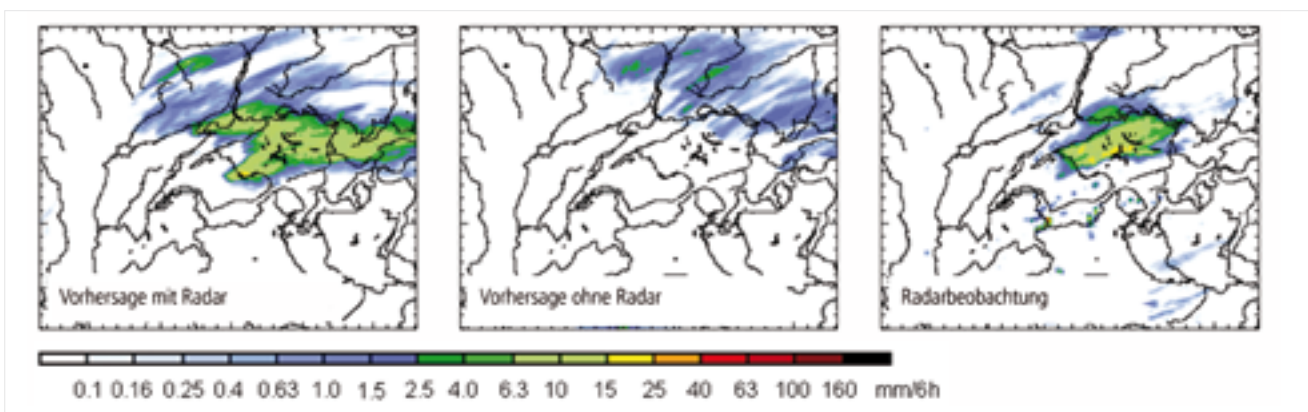 Vorhersage mit Radar
Vorhersage ohne Radar
Radarbeobachtung
0.1 0.16 0.25 0.4 0.63 1.0 1.5 2.5 4.0 6.3 10 15 25 40 63 100 160 mm/6h